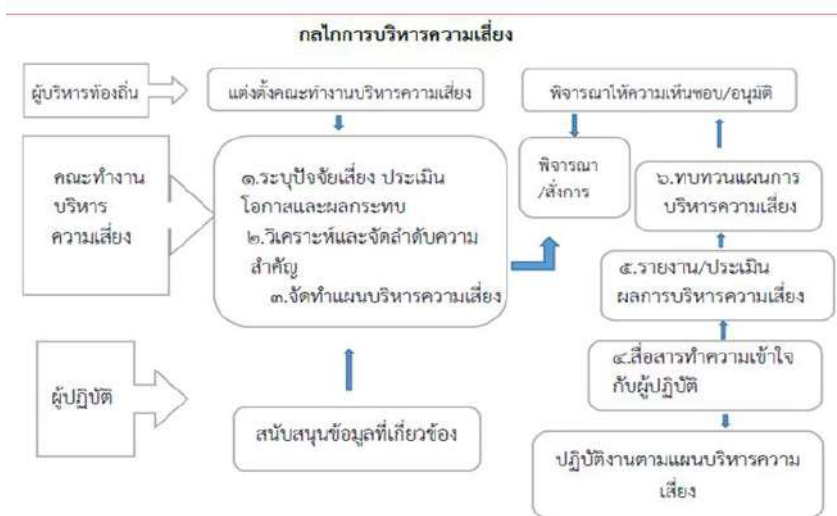 กลไกการบริหารความเสี่ยง
ผู้บริหารท้องถิ่น
แต่งตั้งคณะทำงานบริหารความเสี่ยง
พิจารณาให้ความเห็นชอบ/อนุมัติ
คณะทำงาน
บริหาร
ความเสี่ยง
๑.ระบุปัจจัยเสี่ยง ประเมิน
โอกาสและผลกระทบ
๒.วิเคราะห์และจัดลำดับความ
สำคัญ
๓.จัดทำแผนบริหารความเสี่ยง
พิจารณา
/สั่งการ
๖.ทบทวนแผนการ
บริหารความเสี่ยง
๕.รายงาน/ประเมิน
ผลการบริหารความเสี่ยง
๔.สื่อสารทำความเข้าใจ
กับผู้ปฏิบัติ
ผู้ปฏิบัติ
สนับสนุนข้อมูลที่เกี่ยวข้อง
ปฏิบัติงานตามแผนบริหารความ
เสี่ยง